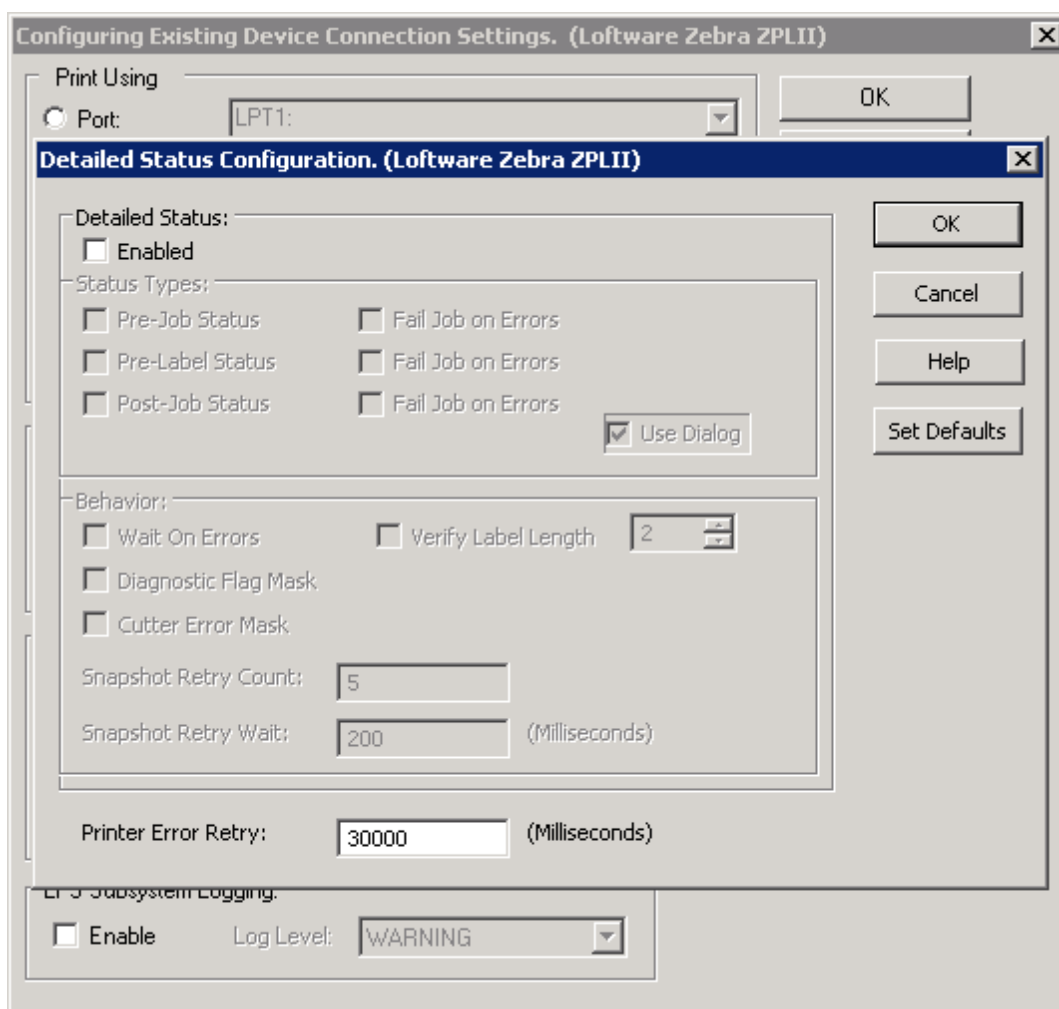 Configuring Existing Device Connection Settings. (Loftware Zebra ZPLII)
Print Using
OK
Port: LPT1:
Detailed Status Configuration. (Loftware Zebra ZPLII)
Detailed Status:
OK
Enabled
Status Types:
Cancel
Pre-Job Status Fail Job on Errors
Pre-Label Status Fail Job on Errors
Help
Post-Job Status Fail Job on Errors
Use Dialog
Set Defaults
Behavior:
Wait On Errors Verify Label Length 2
Diagnostic Flag Mask
Cutter Error Mask
Snapshot Retry Count: 5
Snapshot Retry Wait: 200 (Milliseconds)
Printer Error Retry: 30000 (Milliseconds)
Subsystem Logging:
Enable Log Level: WARNING